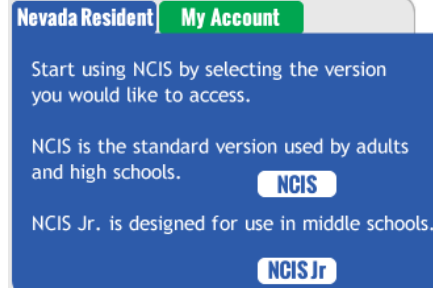 Nevada Resident My Account
Start using NCIS by selecting the version
you would like to access.
NCIS is the standard version used by adults
and high schools.
NCIS
NCIS Jr. is designed for use in middle schools.
NCIS Jr